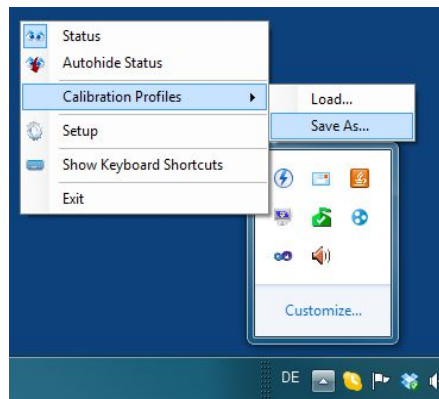 Status
Autohide Status
Calibration Profiles
Load...
Save As...
Setup
Show Keyboard Shortcuts
Exit
Customize...
DE